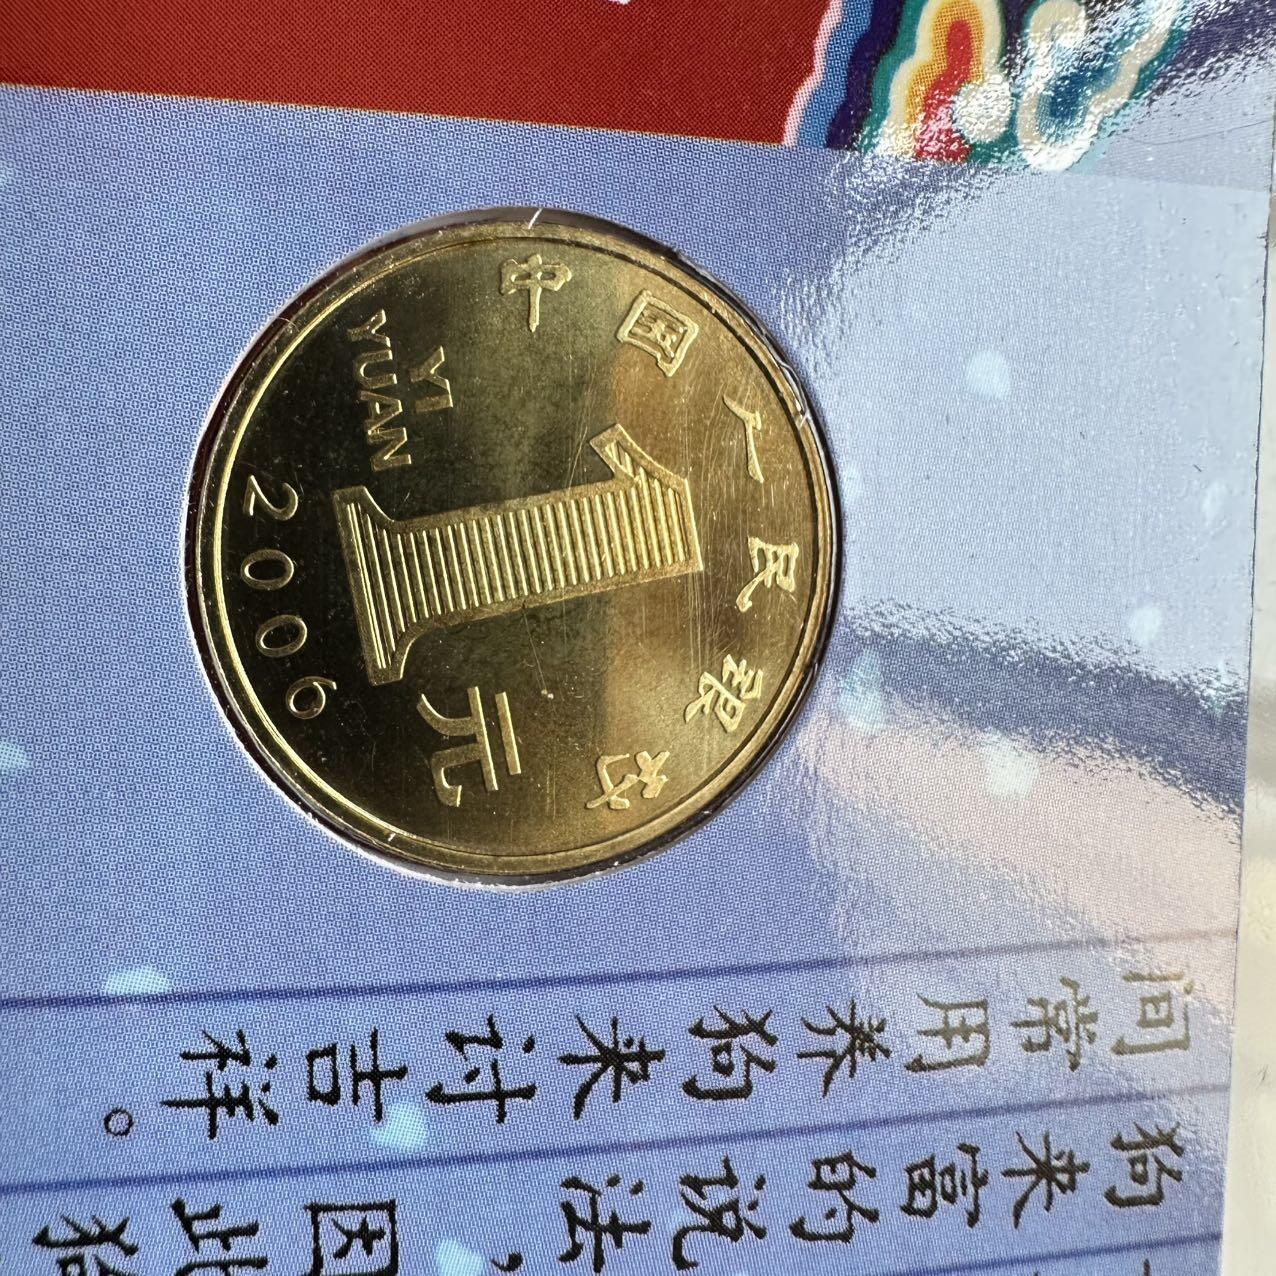 中国人民银行
1元
YI
YUAN
2006
狗来富的说法，因此
间常用养狗来讨吉祥。